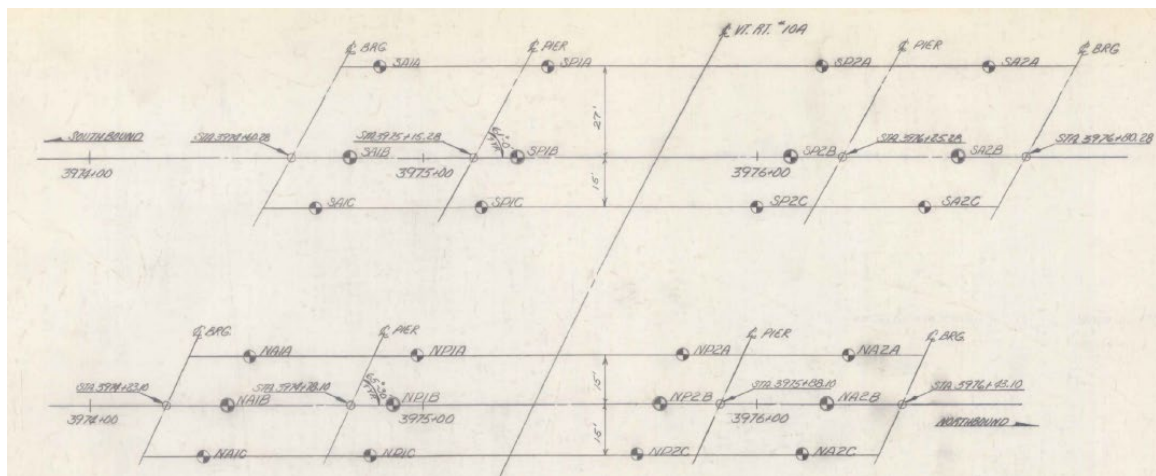 ℄ BRG
SA1A
℄ PIER
SP1A
℄ VT. RT. #10A
SP2A
℄ PIER
SA2A
℄ BRG
27'
SOUTHBOUND
STA 3974+60.28
STA 3975+15.28
TYP.
STA 3976+25.28
STA 3976+80.28
SA1B
SP1B
SP2B
SA2B
3974+00
3975+00
3976+00
15'
SA1C
SP1C
SP2C
SA2C
℄ BRG.
℄ PIER
℄ PIER
℄ BRG.
NA1A
NP1A
NP2A
NA2A
15'
STA 3974+23.10
STA 3974+78.10
TYP.
STA 3975+88.10
STA 3976+43.10
NA1B
NP1B
NP2B
NA2B
3974+00
3975+00
3976+00
15'
NORTHBOUND
NA1C
NP1C
NP2C
NA2C